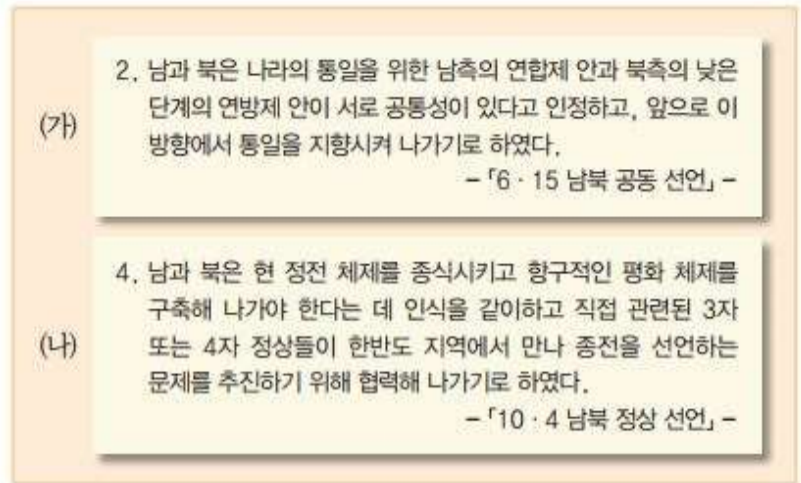 (가)
2. 남과 북은 나라의 통일을 위한 남측의 연합제 안과 북측의 낮은
단계의 연방제 안이 서로 공통성이 있다고 인정하고, 앞으로 이
방향에서 통일을 지향시켜 나가기로 하였다.
- 「6 · 15 남북 공동 선언」 -
(나)
4. 남과 북은 현 정전 체제를 종식시키고 항구적인 평화 체제를
구축해 나가야 한다는 데 인식을 같이하고 직접 관련된 3자
또는 4자 정상들이 한반도 지역에서 만나 종전을 선언하는
문제를 추진하기 위해 협력해 나가기로 하였다.
- 「10 · 4 남북 정상 선언」 -